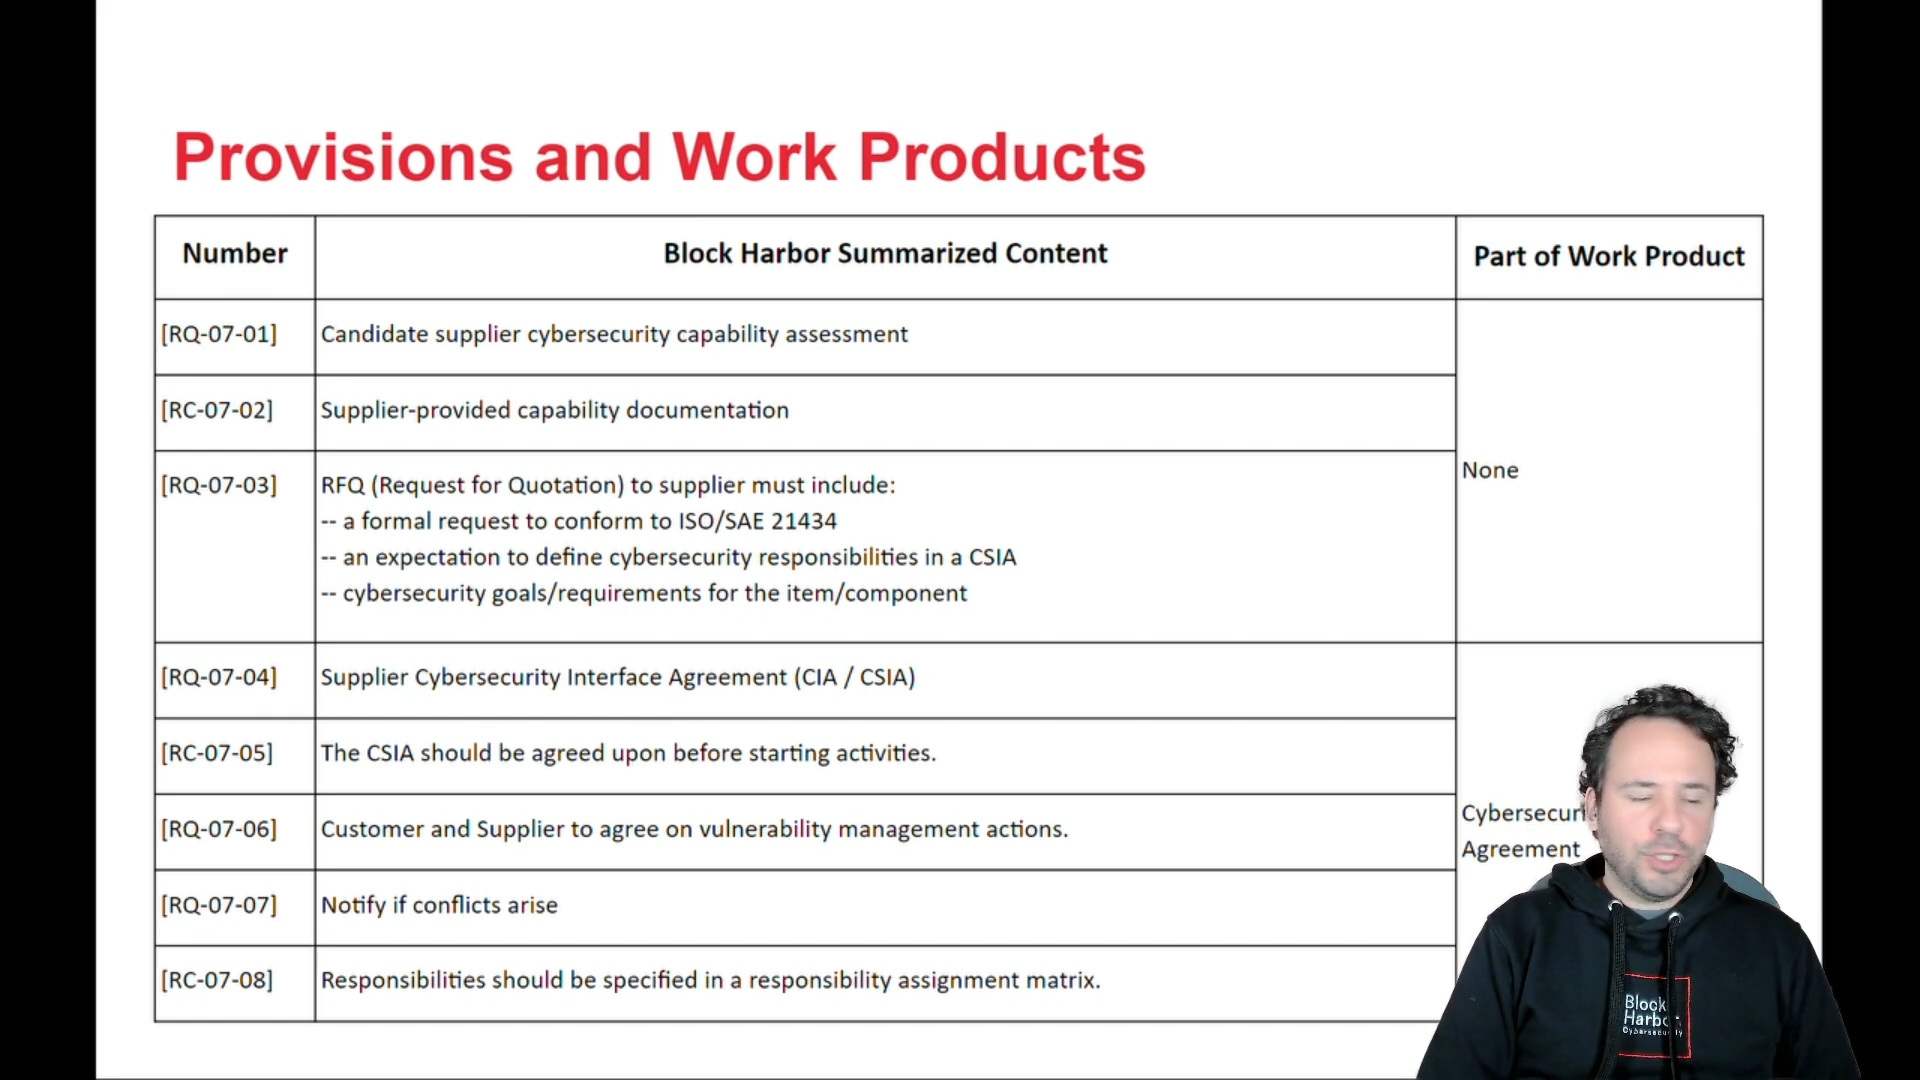 Provisions and Work Products
Number
Block Harbor Summarized Content
Part of Work Product
[RQ-07-01]
Candidate supplier cybersecurity capability assessment
[RC-07-02]
Supplier-provided capability documentation
[RQ-07-03]
RFQ (Request for Quotation) to supplier must include:
-- a formal request to conform to ISO/SAE 21434
-- an expectation to define cybersecurity responsibilities in a CSIA
-- cybersecurity goals/requirements for the item/component
None
[RQ-07-04]
Supplier Cybersecurity Interface Agreement (CIA / CSIA)
[RC-07-05]
The CSIA should be agreed upon before starting activities.
[RQ-07-06]
Customer and Supplier to agree on vulnerability management actions.
[RQ-07-07]
Notify if conflicts arise
[RC-07-08]
Responsibilities should be specified in a responsibility assignment matrix.
Agreement
Block